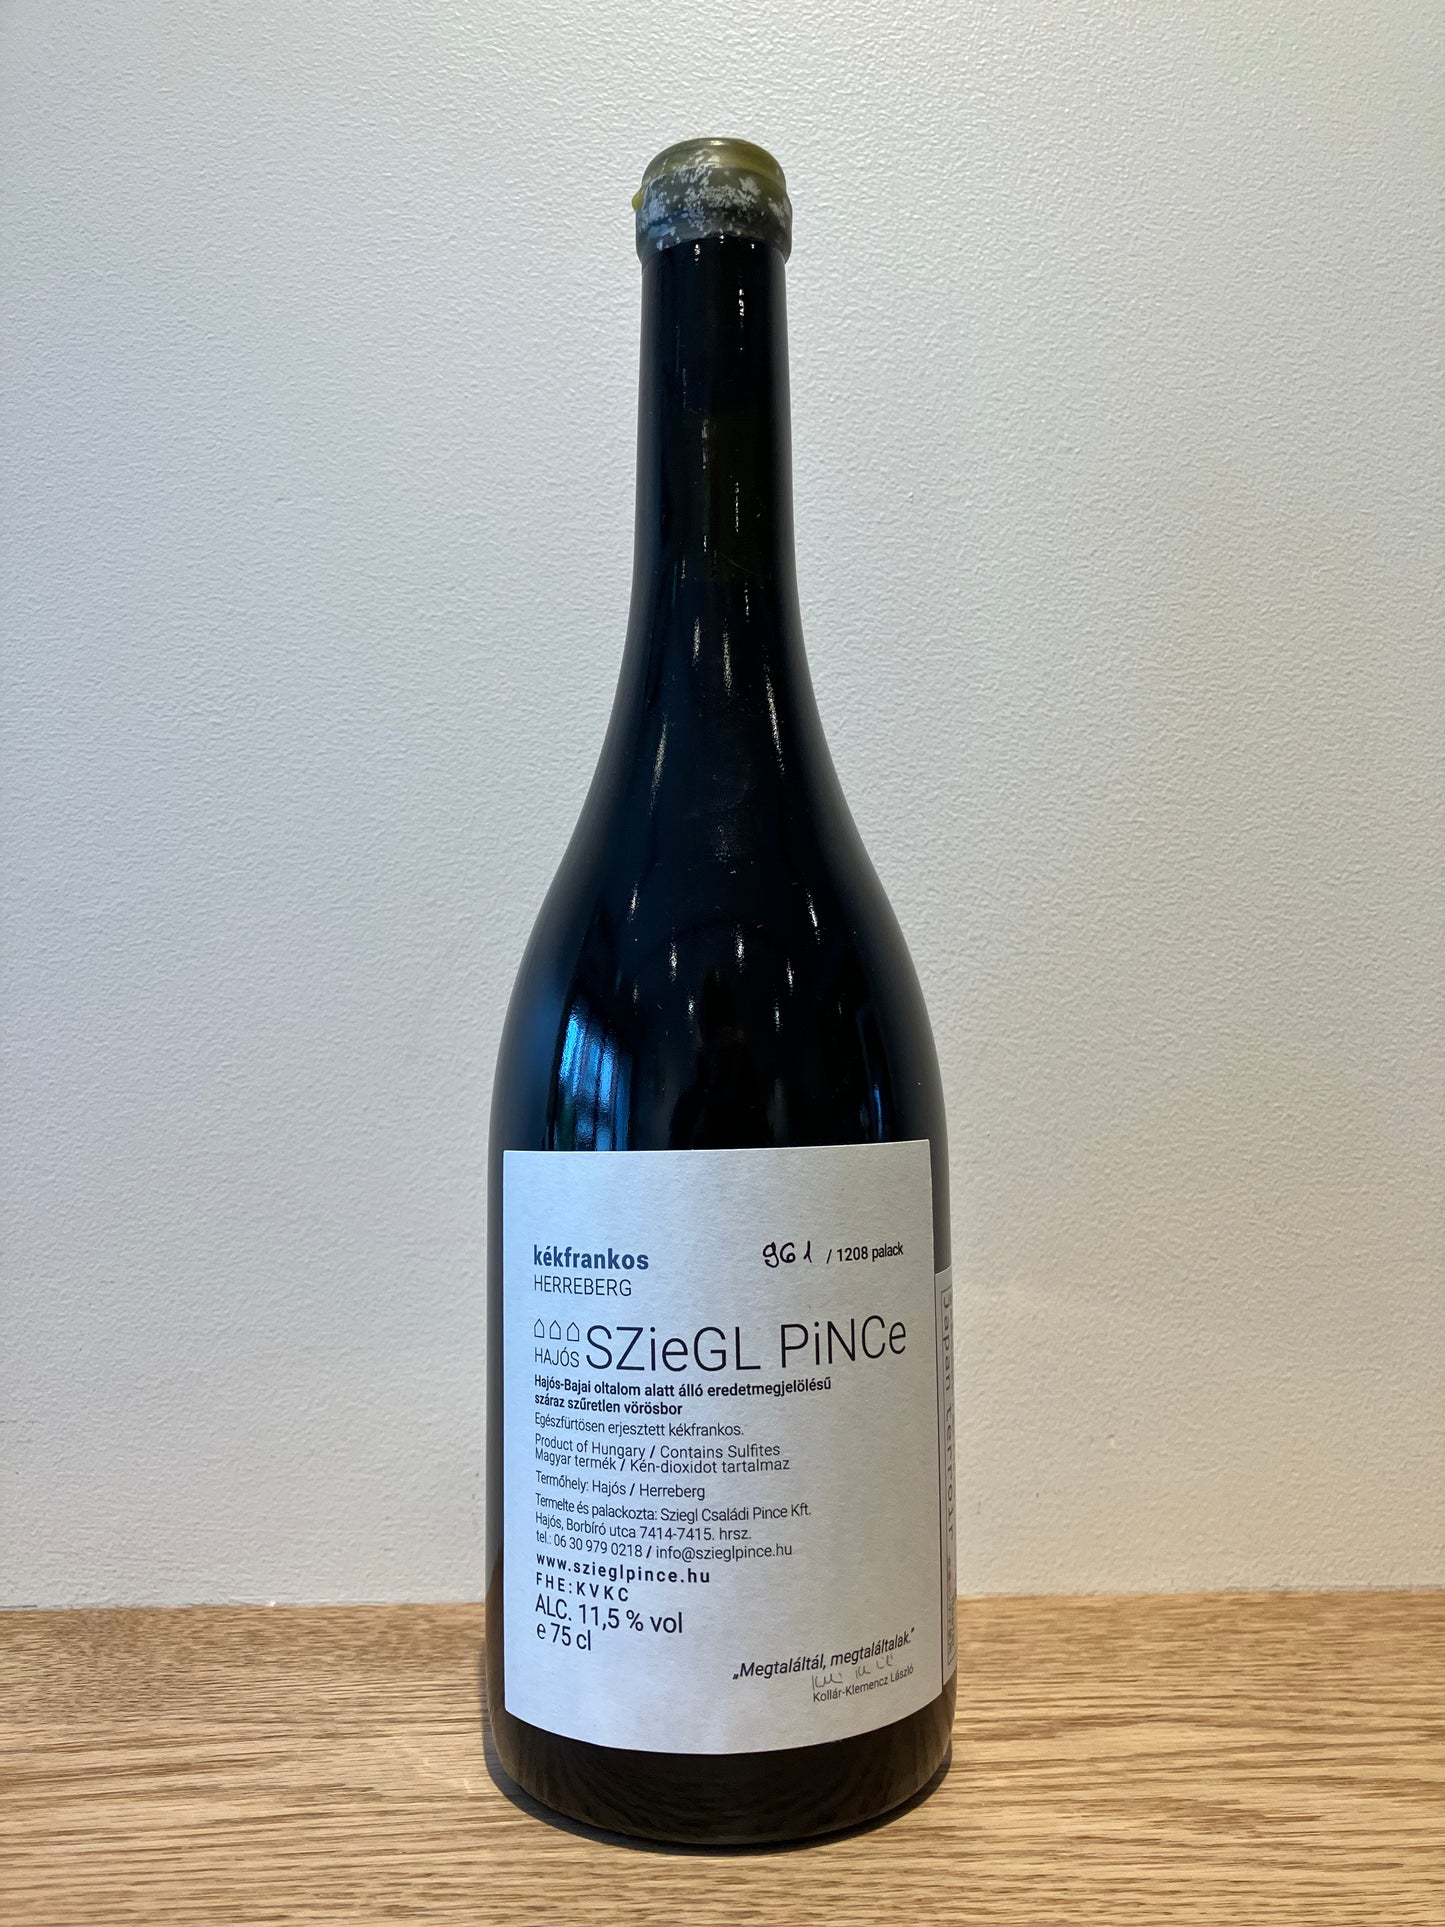 kékfrankos
HERREBERG
961 / 1208 palack
HAJÓS SZieGL PiNCe
Hajós-Bajai oltalom alatt álló eredetmegjelölésű
száraz szűretlen vörösbor
Egészfürtösen erjesztett kékfrankos.
Product of Hungary / Contains Sulfites
Magyar termék / Kén-dioxidot tartalmaz
Termőhely: Hajós / Herreberg
Termelte és palackozta: Sziegl Családi Pince Kft.
Hajós, Borbíró utca 7414-7415. hrsz.
tel.: 06 30 979 0218 / info@szieglpince.hu
www.szieglpince.hu
FHE:KVKC
ALC. 11,5 % vol
e 75 cl
„Megtaláltál, megtaláltalak.”
Kollár-Klemencz László
Japan terroir